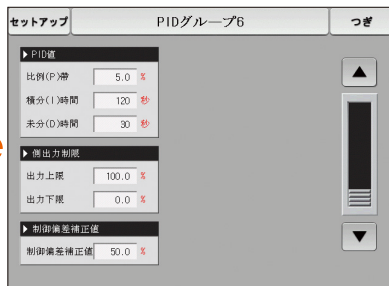 セットアップ
PIDグループ6
つぎ
▶ PID値
比例(P)帯 5.0 %
積分(I)時間 120 秒
未分(D)時間 30 秒
▶ 側出力制限
出力上限 100.0 %
出力下限 0.0 %
▶ 制御偏差補正値
制御偏差補正値 50.0 %